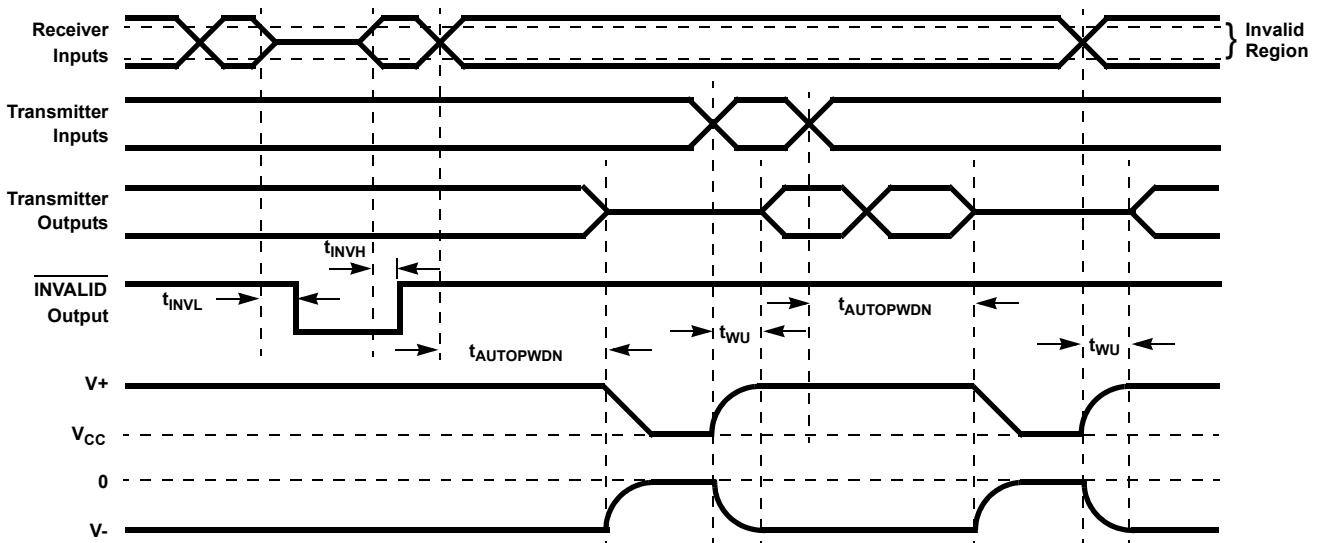 Receiver
Inputs
} Invalid
Region
Transmitter
Inputs
Transmitter
Outputs
tINVH
INVALID
Output
tINVL
tAUTOPWDN
tWU
tAUTOPWDN
tWU
V+
VCC
0
V-